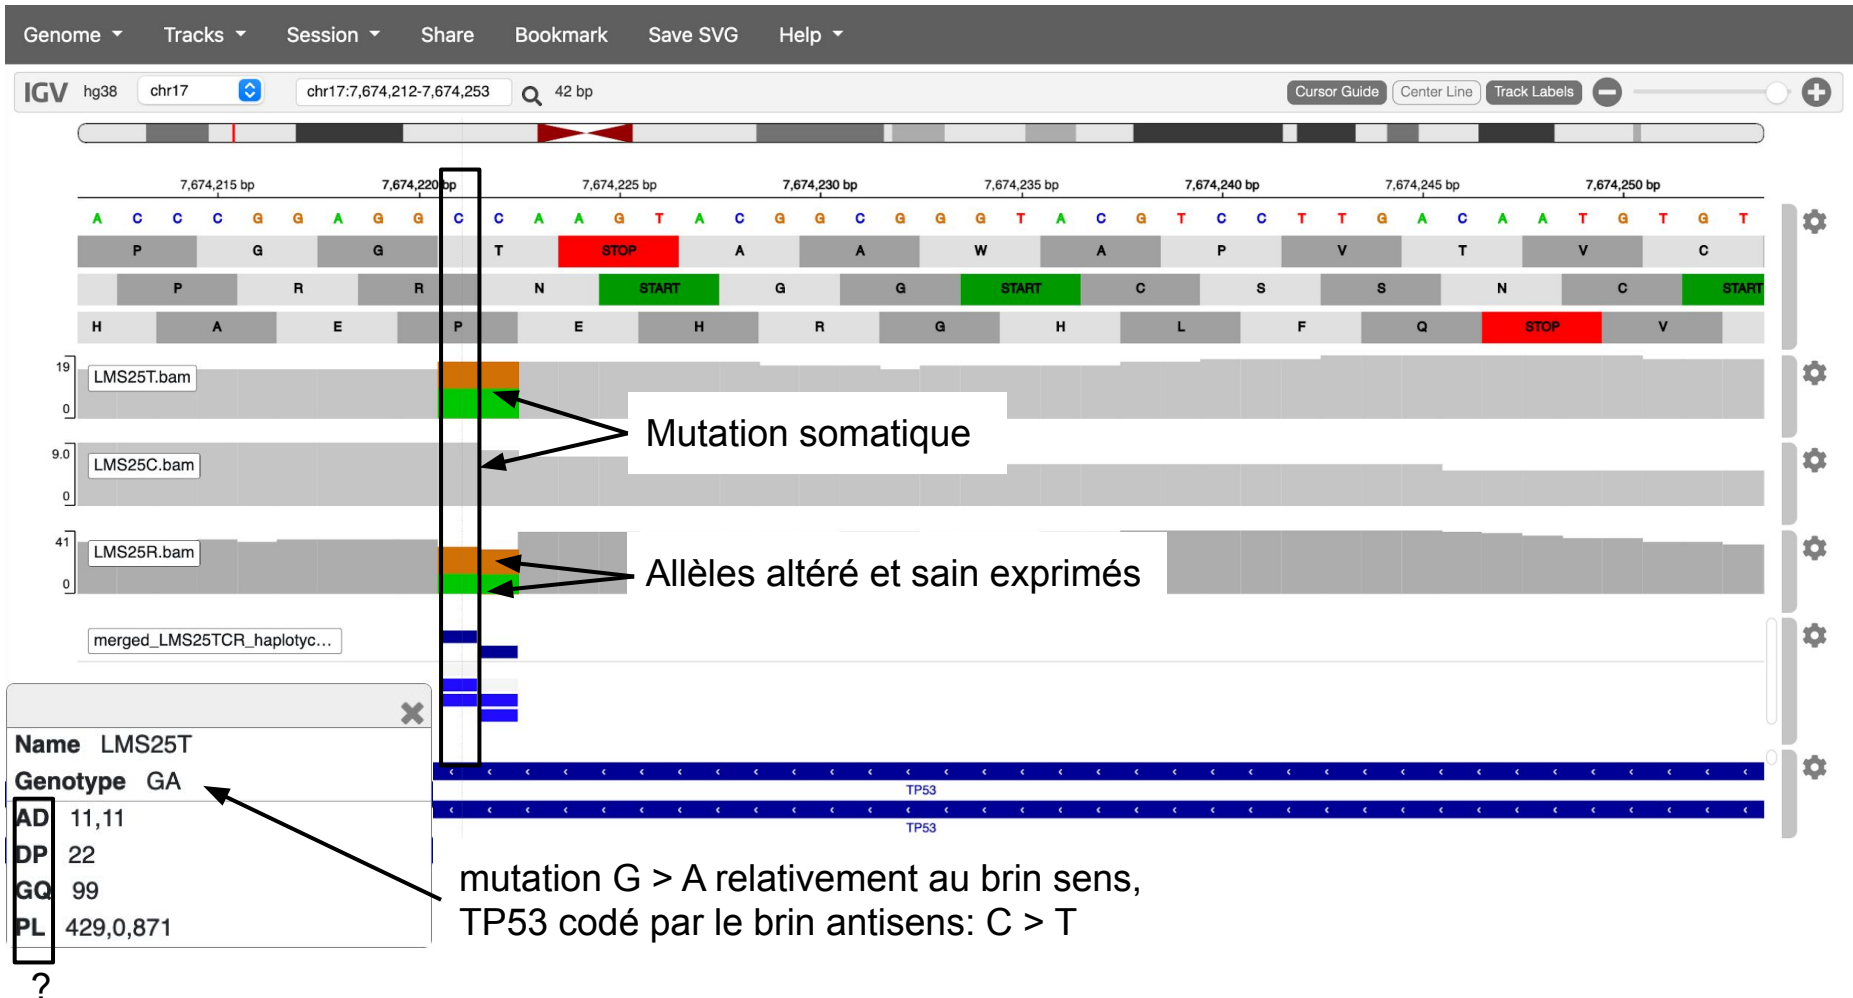 Genome Tracks Session Share Bookmark Save SVG Help
IGV hg38 chr17 chr17:7,674,212-7,674,253 42 bp Cursor Guide Center Line Track Labels
7,674,215 bp 7,674,220 bp 7,674,225 bp 7,674,230 bp 7,674,235 bp 7,674,240 bp 7,674,245 bp 7,674,250 bp
A C C C G G A G G C C A A G T A C G G C G G G T A C G T C C T T G A C A A T G T G T
P G G T STOP A A W A P V T V C
P R R N START G G START C S S N C START
H A E P E H R G H L F Q STOP V
19
LMS25T.bam
0
Mutation somatique
9.0
LMS25C.bam
0
41
LMS25R.bam
0
Allèles altéré et sain exprimés
merged_LMS25TCR_haplotyc...
Name LMS25T
Genotype GA
TP53
AD 11,11
TP53
DP 22
GQ 99
PL 429,0,871
mutation G > A relativement au brin sens,
TP53 codé par le brin antisens: C > T
?